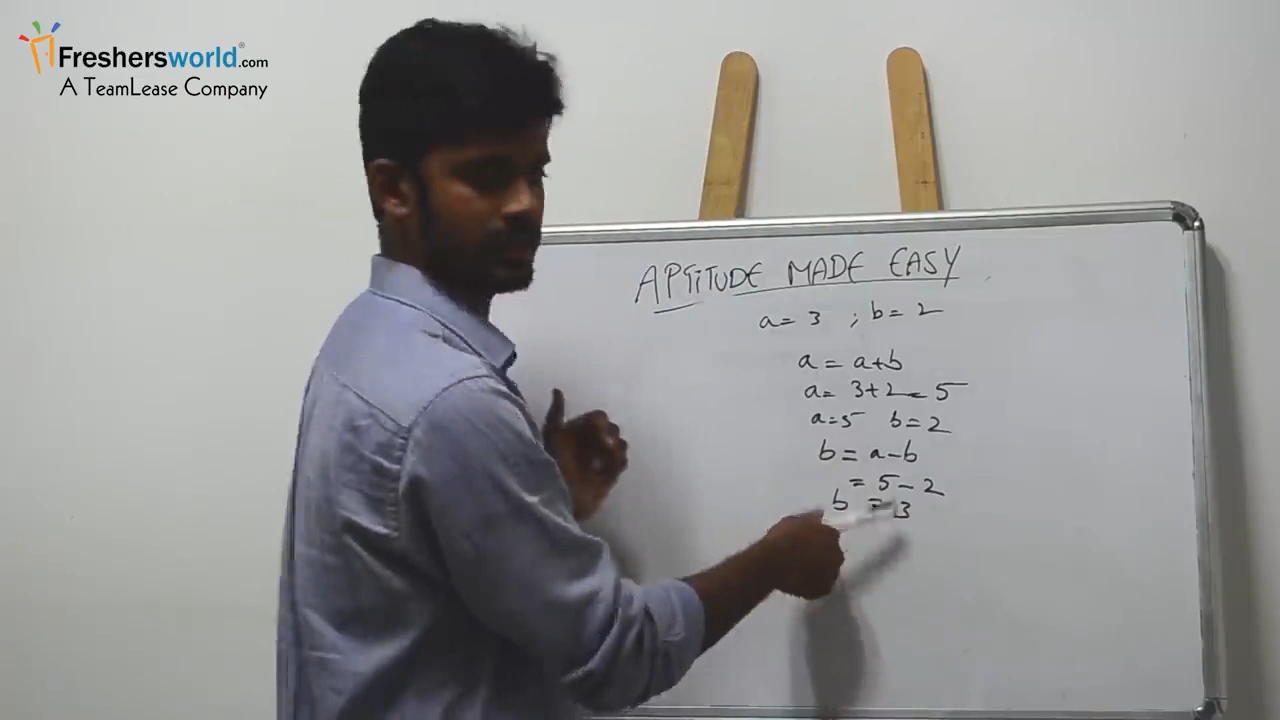 Freshersworld.com
A TeamLease Company
APTITUDE MADE EASY
a = 3 ; b = 2
a = a+b
a = 3+2 = 5
a=5 b=2
b = a-b
= 5-2
b = 3